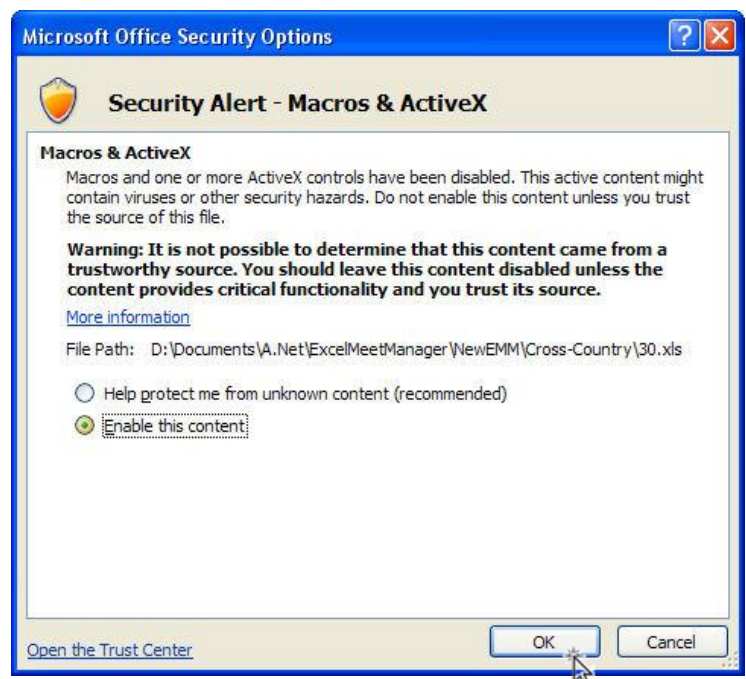 Microsoft Office Security Options
Security Alert - Macros & ActiveX
Macros & ActiveX
Macros and one or more ActiveX controls have been disabled. This active content might
contain viruses or other security hazards. Do not enable this content unless you trust
the source of this file.
Warning: It is not possible to determine that this content came from a
trustworthy source. You should leave this content disabled unless the
content provides critical functionality and you trust its source.
More information
File Path: D:\Documents\A.Net\ExcelMeetManager\NewEMM\Cross-Country\30.xls
Help protect me from unknown content (recommended)
Enable this content
Open the Trust Center
OK
Cancel